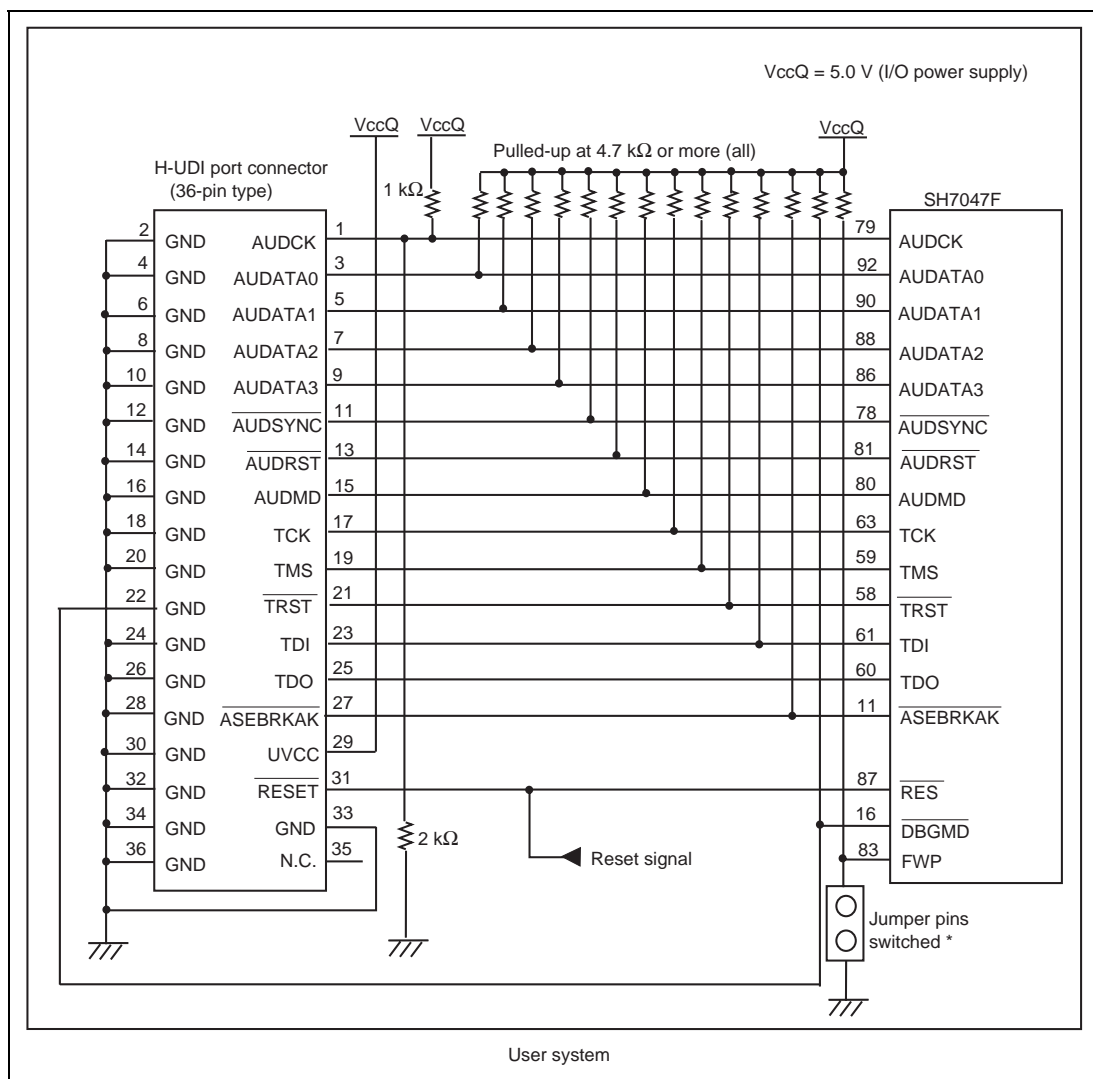 VccQ = 5.0 V (I/O power supply)
VccQ VccQ VccQ
Pulled-up at 4.7 kΩ or more (all)
H-UDI port connector
(36-pin type)
1 kΩ
SH7047F
2 GND AUDCK 1 79 AUDCK
4 GND AUDATA0 3 92 AUDATA0
6 GND AUDATA1 5 90 AUDATA1
8 GND AUDATA2 7 88 AUDATA2
10 GND AUDATA3 9 86 AUDATA3
12 GND AUDSYNC 11 78 AUDSYNC
14 GND AUDRST 13 81 AUDRST
16 GND AUDMD 15 80 AUDMD
18 GND TCK 17 63 TCK
20 GND TMS 19 59 TMS
22 GND TRST 21 58 TRST
24 GND TDI 23 61 TDI
26 GND TDO 25 60 TDO
28 GND ASEBRKAK 27 11 ASEBRKAK
30 GND UVCC 29
32 GND RESET 31 87 RES
34 GND GND 33 16 DBGMD
36 GND N.C. 35 83 FWP
2 kΩ
Reset signal
Jumper pins
switched *
User system